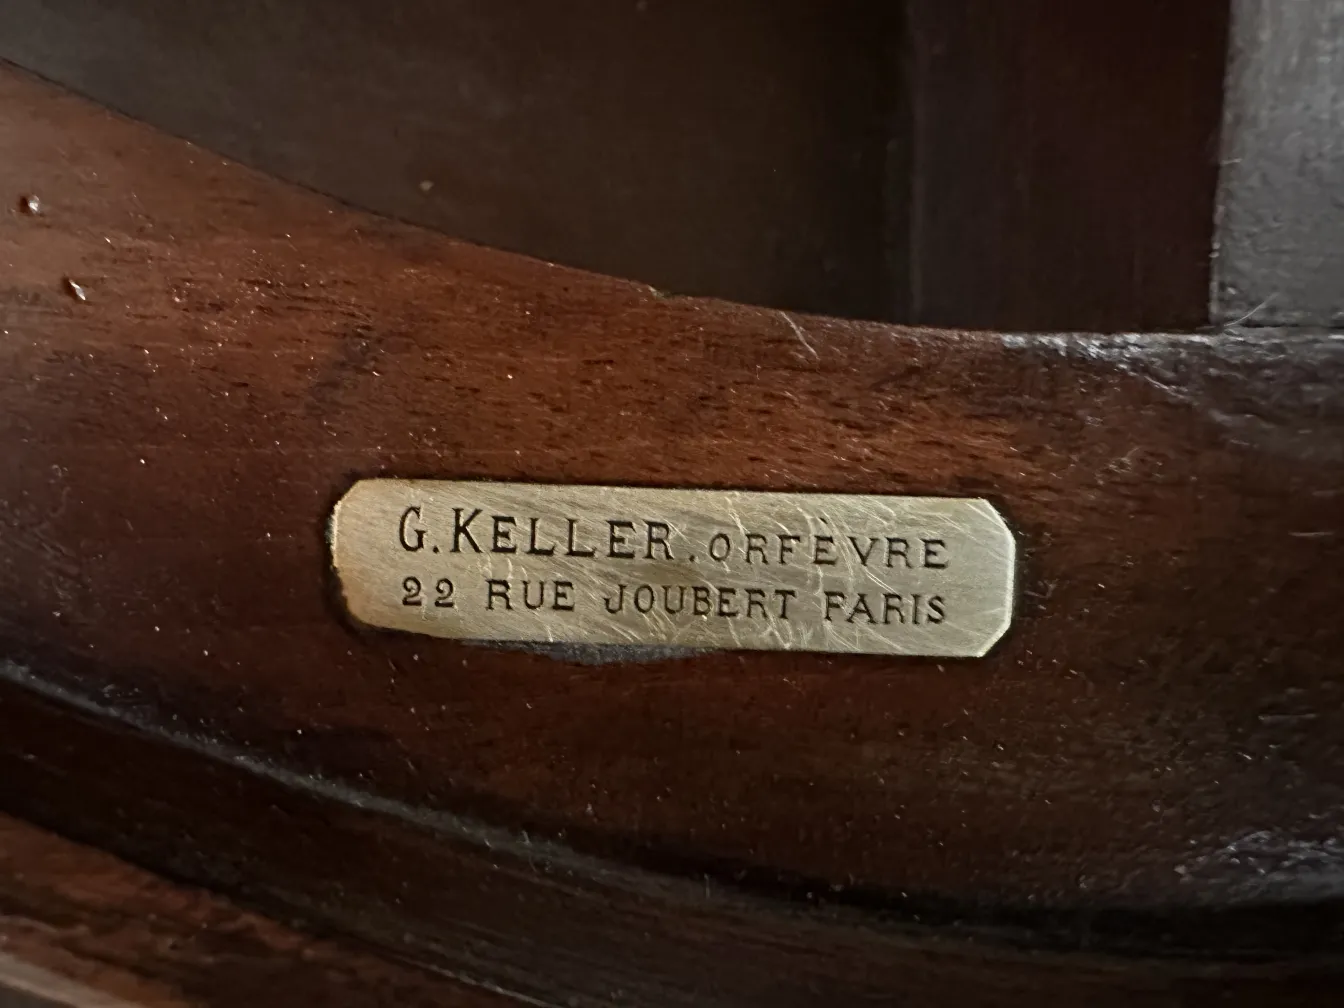 G. KELLER. ORFÈVRE
22 RUE JOUBERT PARIS